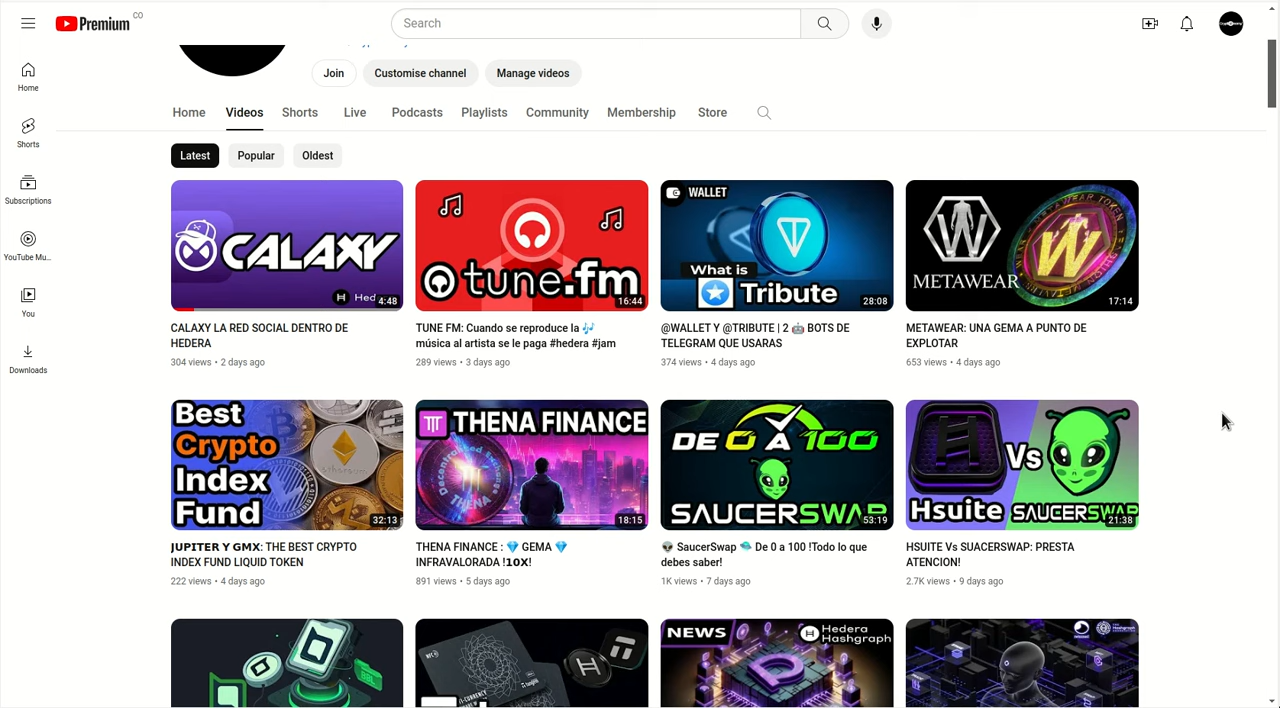 Premium CO
Search
Join
Customise channel
Manage videos
Home
Videos
Shorts
Live
Podcasts
Playlists
Community
Membership
Store
Home
Shorts
Subscriptions
YouTube Mu...
You
Downloads
Latest
Popular
Oldest
CALAXY
Hed
4:48
CALAXY LA RED SOCIAL DENTRO DE
HEDERA
304 views • 2 days ago
tune.fm
16:44
TUNE FM: Cuando se reproduce la 🎶
música al artista se le paga #hedera #jam
289 views • 3 days ago
WALLET
What is
Tribute
28:08
@WALLET Y @TRIBUTE | 2 🤖 BOTS DE
TELEGRAM QUE USARAS
374 views • 4 days ago
METAWEAR
METAWEAR TOKEN
17:14
METAWEAR: UNA GEMA A PUNTO DE
EXPLOTAR
653 views • 4 days ago
Best
Crypto
Index
Fund
32:13
𝗝𝗨𝗣𝗜𝗧𝗘𝗥 𝗬 𝗚𝗠𝗫: THE BEST CRYPTO
INDEX FUND LIQUID TOKEN
222 views • 4 days ago
THENA FINANCE
THENA
18:15
THENA FINANCE : 💎 GEMA 💎
INFRAVALORADA !𝟭𝟬𝗫!
891 views • 5 days ago
DE 0 A 100
SAUCERSWAP
53:19
👽 SaucerSwap 🛸 De 0 a 100 !Todo lo que
debes saber!
1K views • 7 days ago
Vs
Hsuite
SAUCERSWAP
21:38
HSUITE Vs SUACERSWAP: PRESTA
ATENCION!
2.7K views • 9 days ago
NEWS
Hedera
Hashgraph